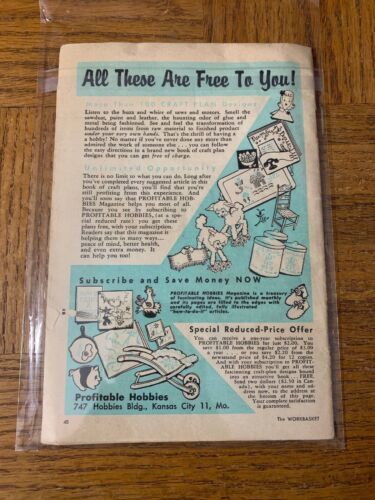 All These Are Free To You!
More Than 100 CRAFT PLAN Designs
Listen to the buzz and whirr of saws and motors. Smell the
sawdust, paint and leather, the haunting odor of glue and
metal being fashioned. See and feel the transformation of
hundreds of items from raw material to finished product
under your very own hands. That's the thrill of having
a hobby! No matter if you've never done any more than
admired the work of someone else . . . you can follow
the easy directions in a brand new book of craft plan
designs that you can get free of charge.
Unlimited Opportunity
There is no limit to what you can do. Long after
you've completed every suggested article in this
book of craft plans, you'll find that you're
still profiting from this experience. And
you'll soon say that PROFITABLE HOB-
BIES Magazine helps you most of all.
Because you see by subscribing to
PROFITABLE HOBBIES, (at a spe-
cial reduced rate) you get these
plans free, with your subscription.
Readers say that this magazine is
helping them in many ways . . .
peace of mind, better health,
and even extra money. It
can help you too!
Subscribe and Save Money NOW
PROFITABLE HOBBIES Magazine is a treasury
of fascinating ideas. It's published monthly
and its pages are filled to the edges with
carefully edited, fully illustrated
"how-to-do-it" articles.
Special Reduced-Price Offer
You can receive a one-year subscription to
PROFITABLE HOBBIES for just $2.00. You
save $1.00 from the regular price of $3.00
a year . . . or you save $2.20 from the
newsstand price of $4.20 for 12 copies.
And with your subscription to PROFIT-
ABLE HOBBIES you'll get all these
fascinating craft-plan designs bound
into an attractive book . . . FREE.
Send two dollars ($2.50 in Can-
ada), with your name and ad-
dress now, to the address at
the bottom of this page.
Your complete satisfaction
is guaranteed.
Profitable Hobbies
747 Hobbies Bldg., Kansas City 11, Mo.
48
The WORKBASKET